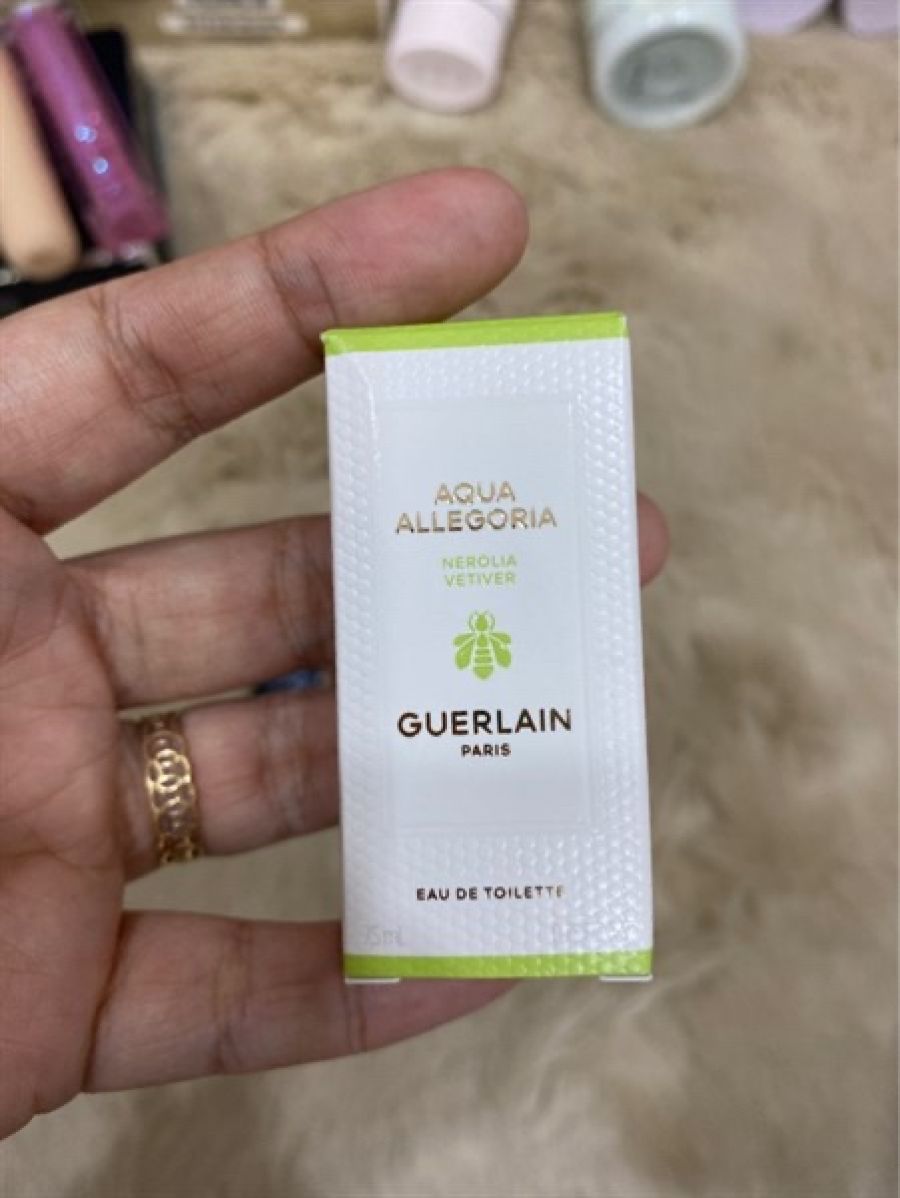 AQUA
ALLEGORIA
NEROLIA
VETIVER
GUERLAIN
PARIS
EAU DE TOILETTE